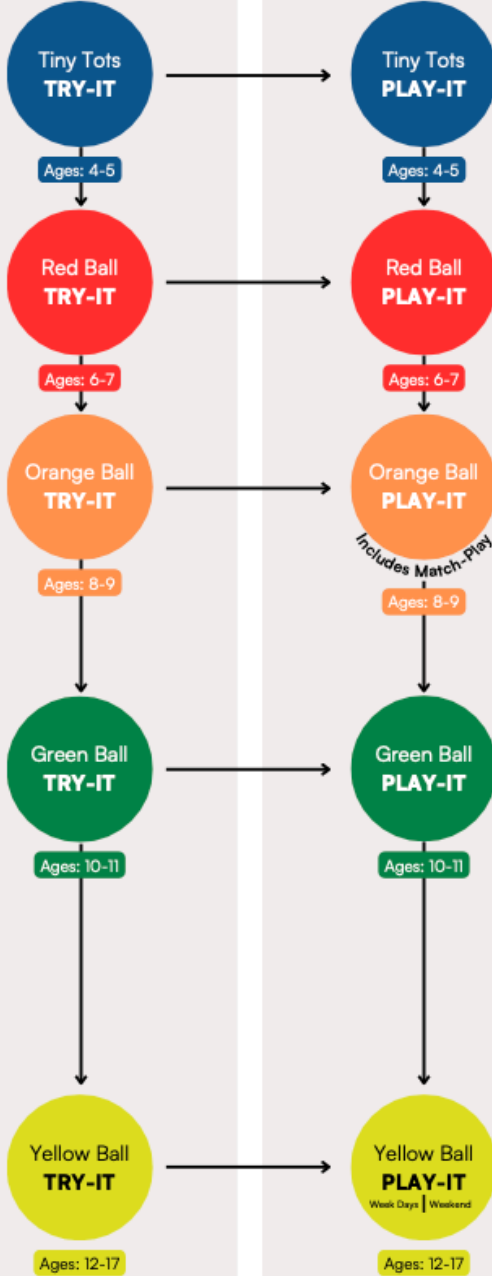 Tiny Tots
TRY-IT
Tiny Tots
PLAY-IT
Ages: 4-5
Ages: 4-5
Red Ball
TRY-IT
Red Ball
PLAY-IT
Ages: 6-7
Ages: 6-7
Orange Ball
TRY-IT
Orange Ball
PLAY-IT
Includes Match-Play
Ages: 8-9
Ages: 8-9
Green Ball
TRY-IT
Green Ball
PLAY-IT
Ages: 10-11
Ages: 10-11
Yellow Ball
TRY-IT
Yellow Ball
PLAY-IT
Week Days | Weekend
Ages: 12-17
Ages: 12-17